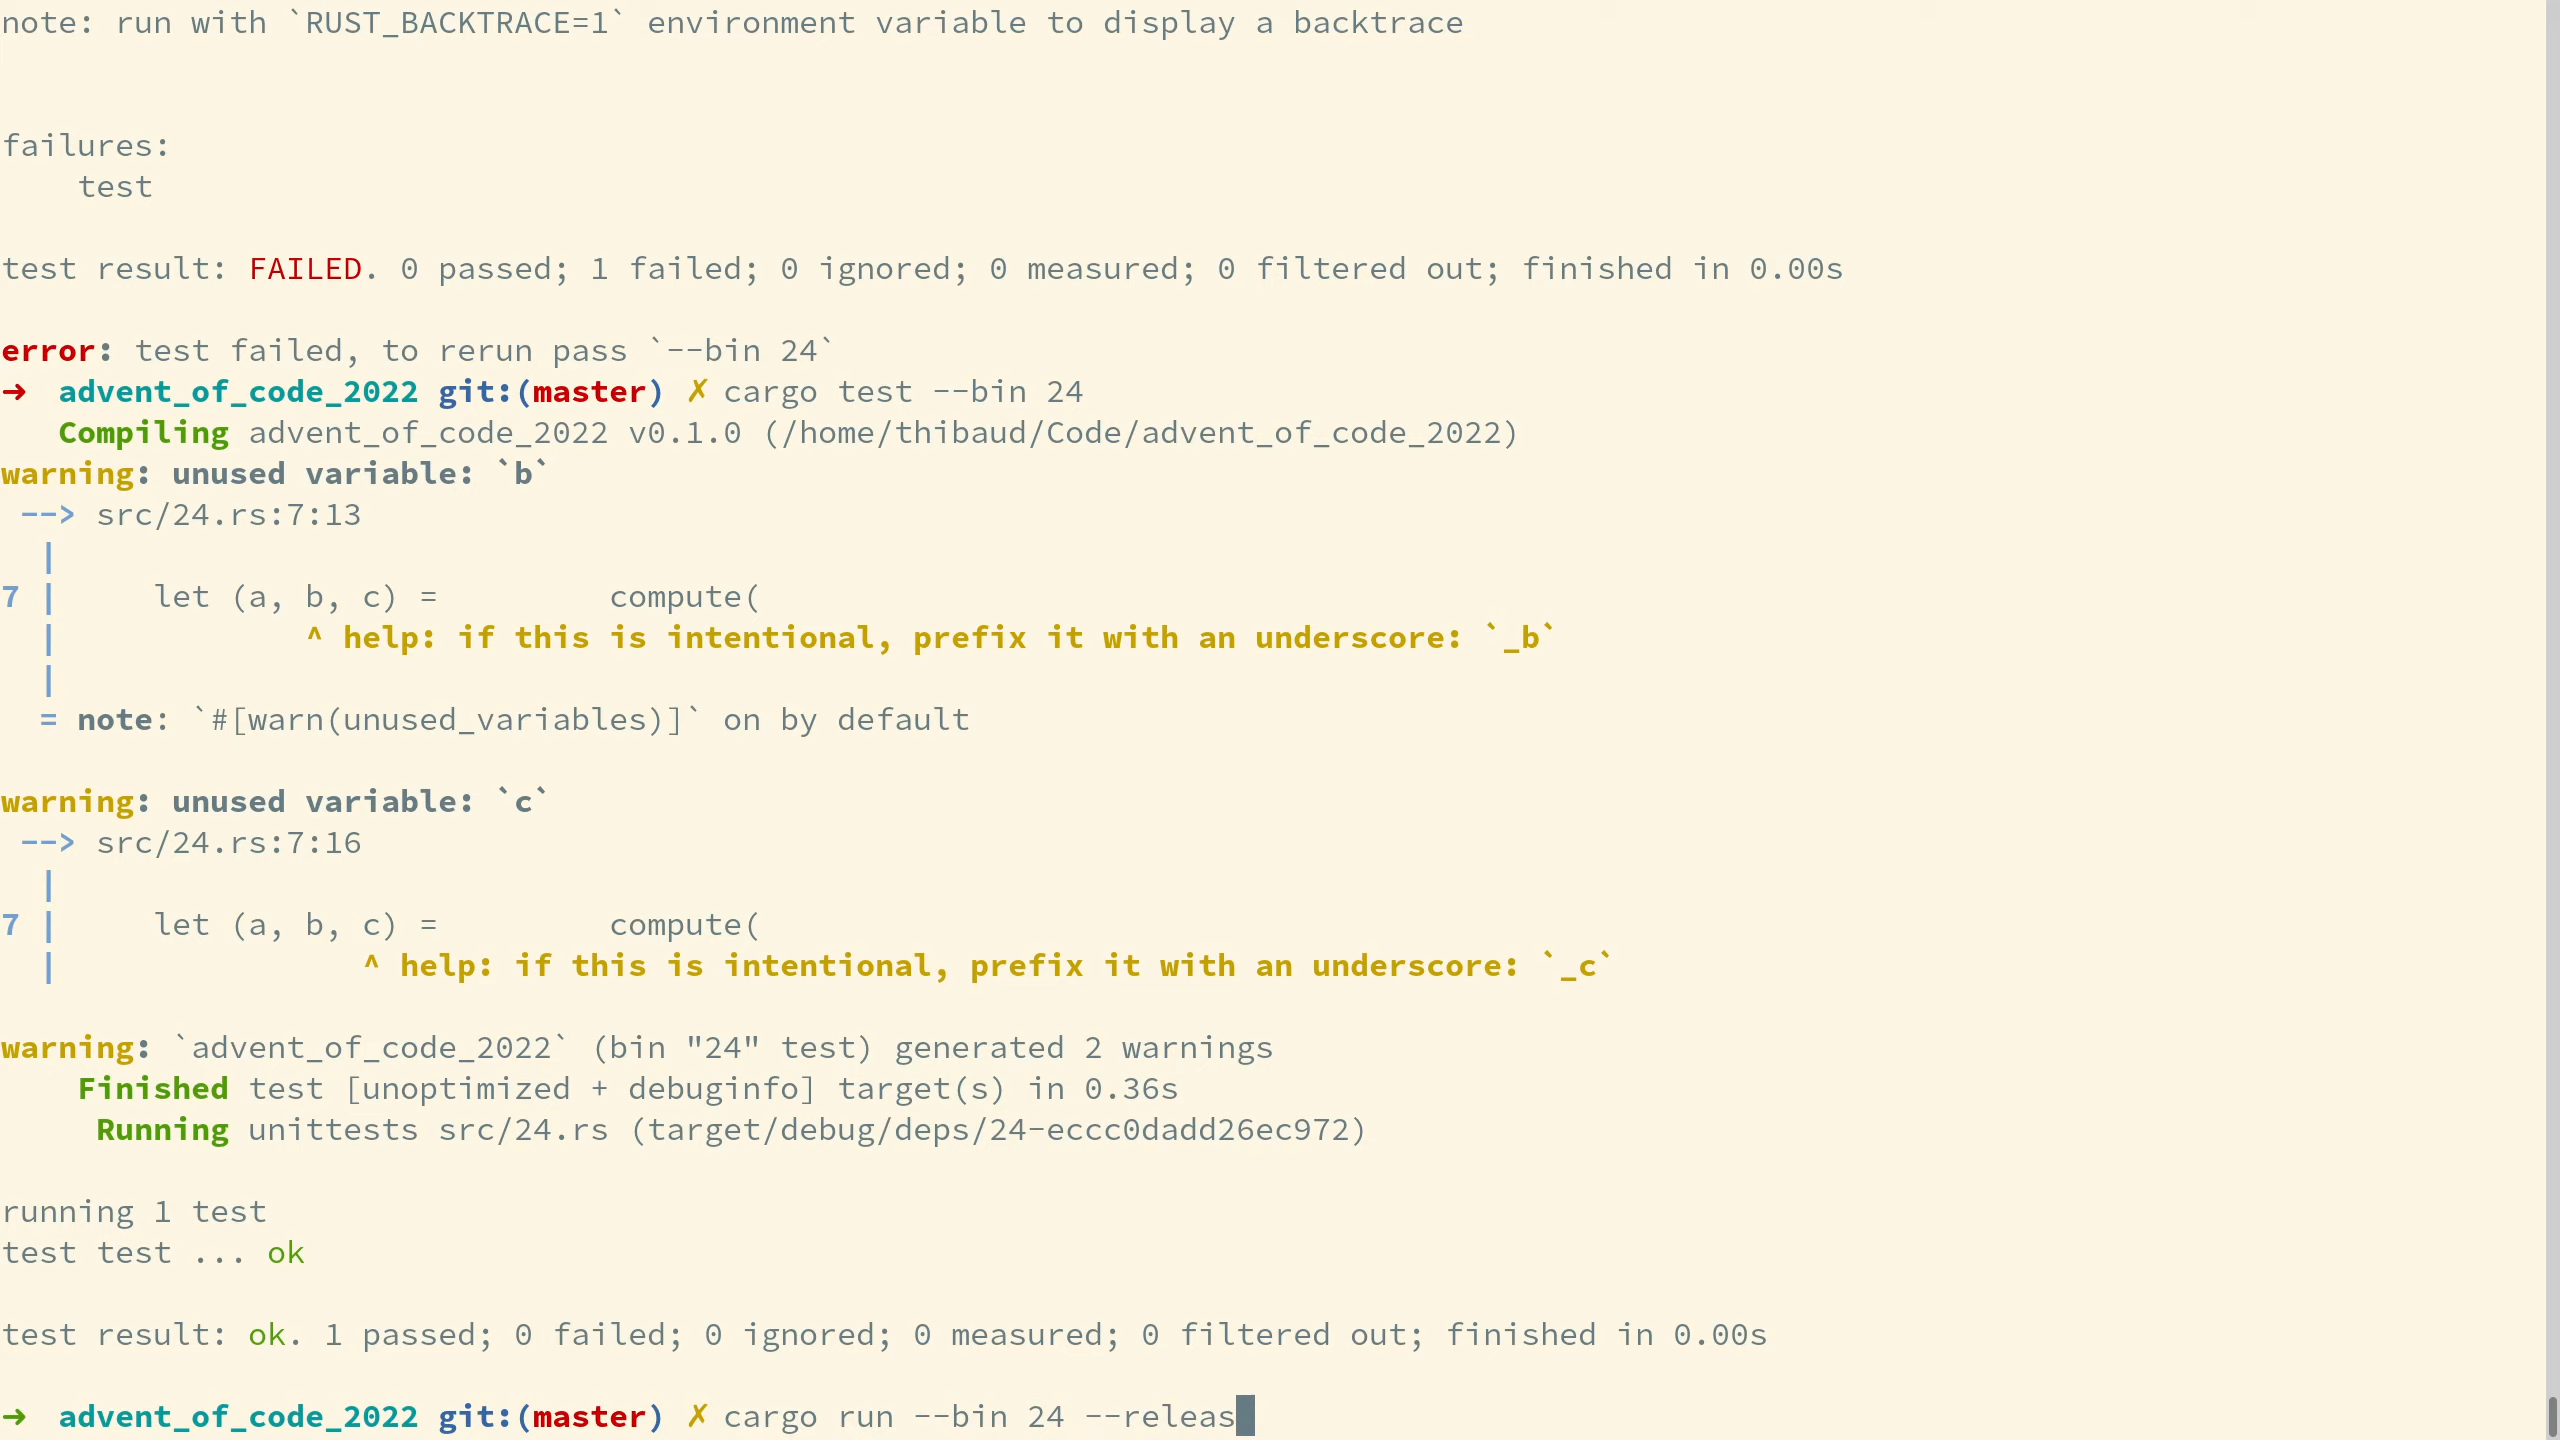 note: run with `RUST_BACKTRACE=1` environment variable to display a backtrace
failures:
    test
test result: FAILED. 0 passed; 1 failed; 0 ignored; 0 measured; 0 filtered out; finished in 0.00s
error: test failed, to rerun pass `--bin 24`
➜  advent_of_code_2022 git:(master) ✗ cargo test --bin 24
   Compiling advent_of_code_2022 v0.1.0 (/home/thibaud/Code/advent_of_code_2022)
warning: unused variable: `b`
 --> src/24.rs:7:13
  |
7 |     let (a, b, c) =         compute(
  |             ^ help: if this is intentional, prefix it with an underscore: `_b`
  |
  = note: `#[warn(unused_variables)]` on by default
warning: unused variable: `c`
 --> src/24.rs:7:16
  |
7 |     let (a, b, c) =         compute(
  |                ^ help: if this is intentional, prefix it with an underscore: `_c`
warning: `advent_of_code_2022` (bin "24" test) generated 2 warnings
    Finished test [unoptimized + debuginfo] target(s) in 0.36s
     Running unittests src/24.rs (target/debug/deps/24-eccc0dadd26ec972)
running 1 test
test test ... ok
test result: ok. 1 passed; 0 failed; 0 ignored; 0 measured; 0 filtered out; finished in 0.00s
➜  advent_of_code_2022 git:(master) ✗ cargo run --bin 24 --releas